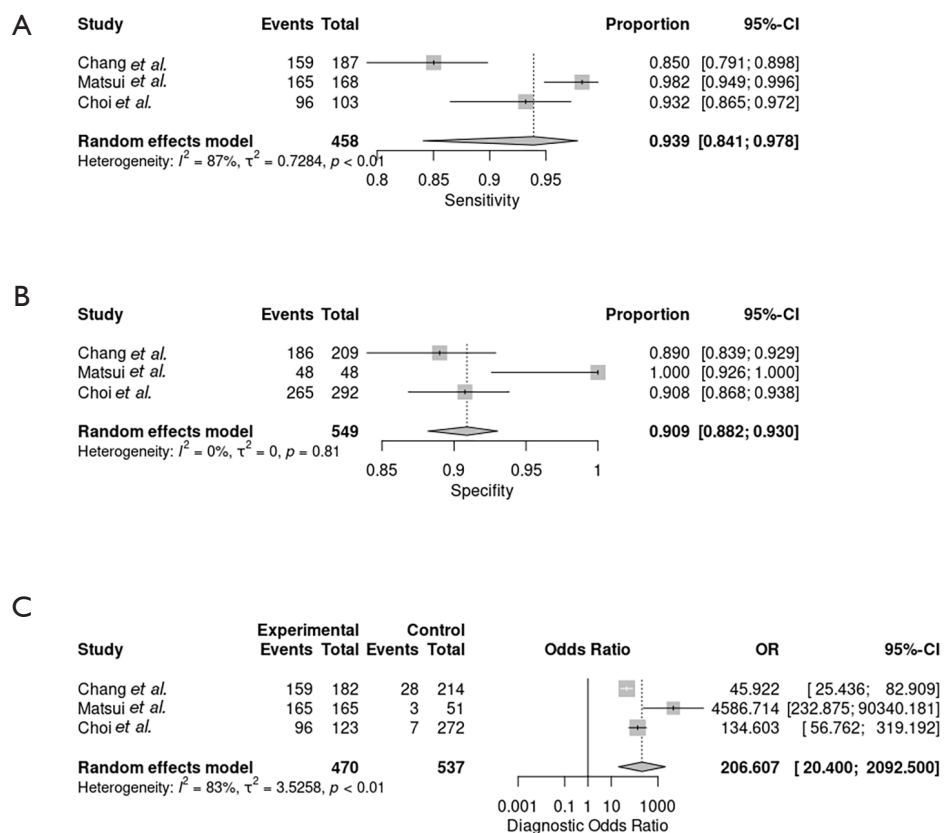 A
Study Events Total Proportion 95%-CI
Chang et al. 159 187 0.850 [0.791; 0.898]
Matsui et al. 165 168 0.982 [0.949; 0.996]
Choi et al. 96 103 0.932 [0.865; 0.972]
Random effects model 458 0.939 [0.841; 0.978]
Heterogeneity: I² = 87%, τ² = 0.7284, p < 0.01
0.8 0.85 0.9 0.95
Sensitivity
B
Study Events Total Proportion 95%-CI
Chang et al. 186 209 0.890 [0.839; 0.929]
Matsui et al. 48 48 1.000 [0.926; 1.000]
Choi et al. 265 292 0.908 [0.868; 0.938]
Random effects model 549 0.909 [0.882; 0.930]
Heterogeneity: I² = 0%, τ² = 0, p = 0.81
0.85 0.9 0.95 1
Specifity
C
Experimental Control
Study Events Total Events Total Odds Ratio OR 95%-CI
Chang et al. 159 182 28 214 45.922 [25.436; 82.909]
Matsui et al. 165 165 3 51 4586.714 [232.875; 90340.181]
Choi et al. 96 123 7 272 134.603 [56.762; 319.192]
Random effects model 470 537 206.607 [20.400; 2092.500]
Heterogeneity: I² = 83%, τ² = 3.5258, p < 0.01
0.001 0.1 1 10 1000
Diagnostic Odds Ratio